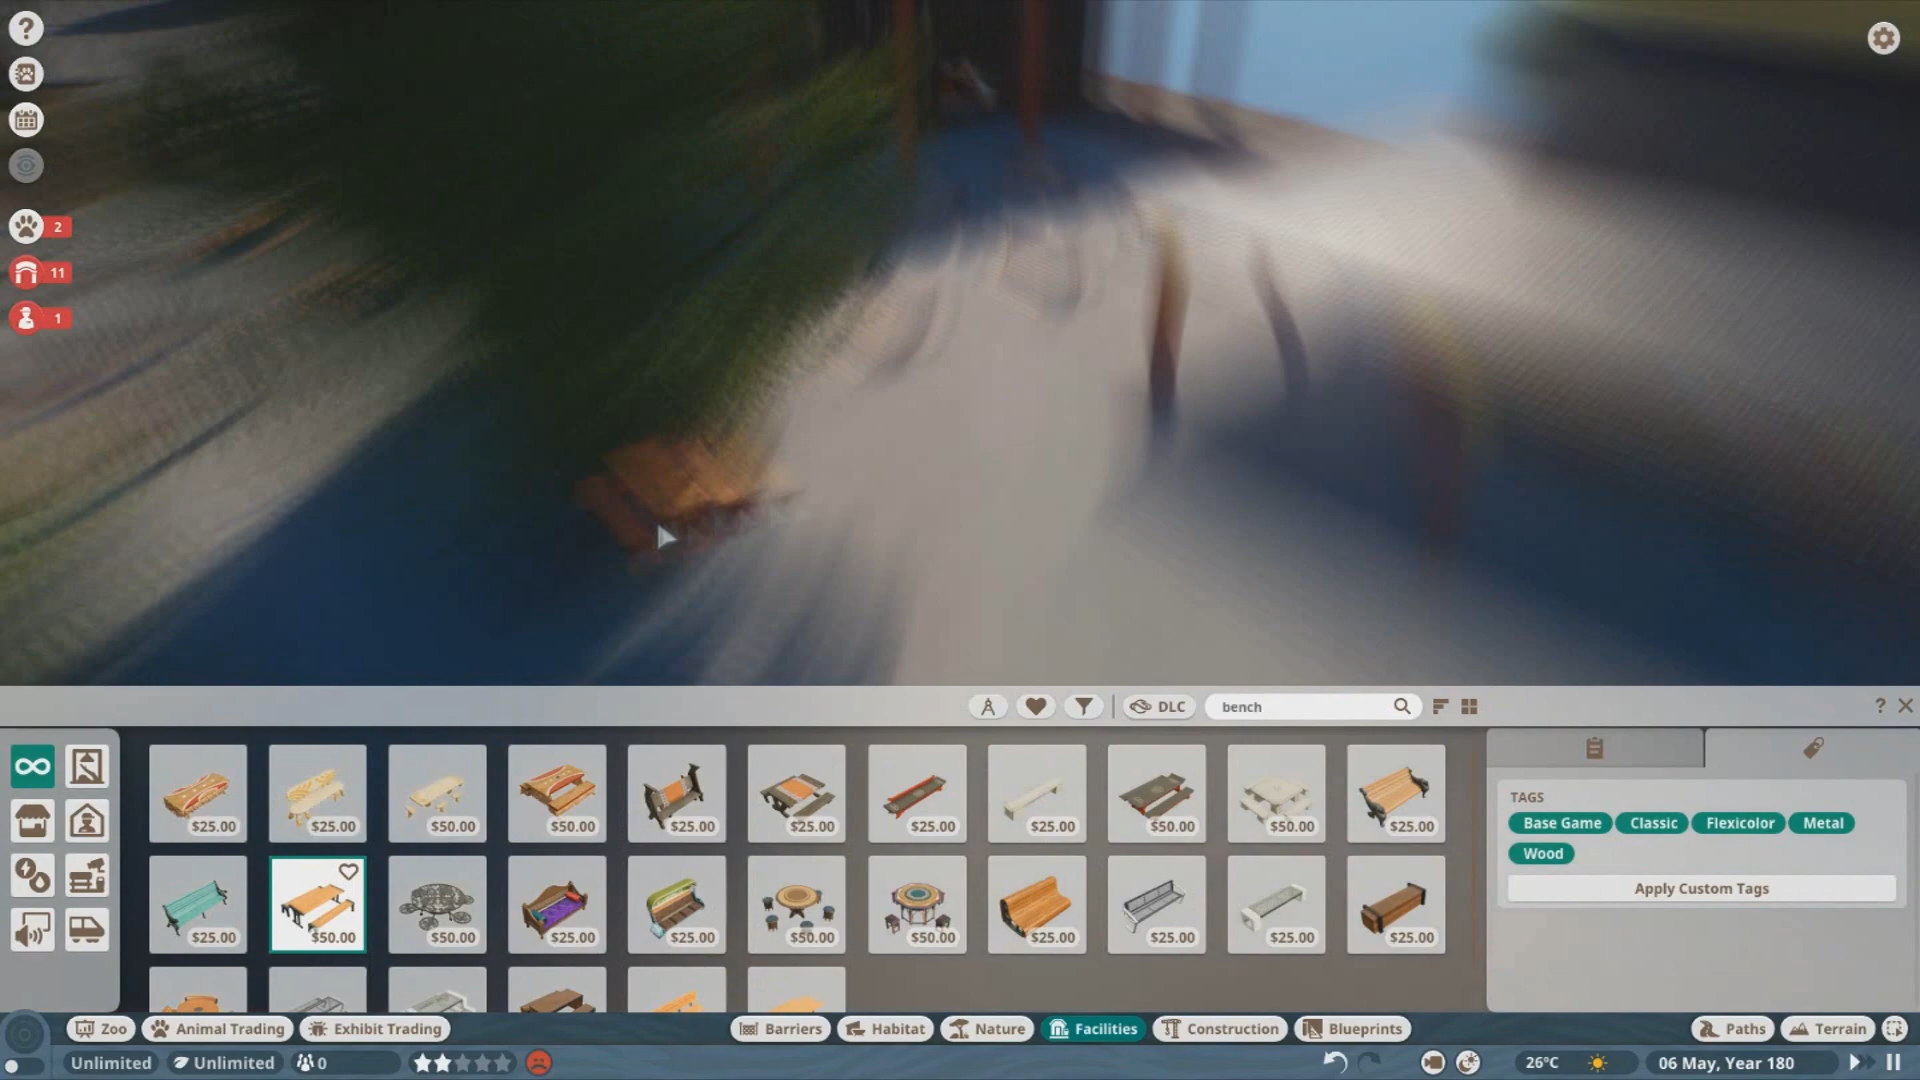 ?
2
11
1
DLC
bench
?
$25.00 $25.00 $50.00 $50.00 $25.00 $25.00 $25.00 $25.00 $50.00 $50.00 $25.00
$25.00 $50.00 $50.00 $25.00 $25.00 $50.00 $50.00 $25.00 $25.00 $25.00 $25.00
TAGS
Base Game Classic Flexicolor Metal
Wood
Apply Custom Tags
Zoo Animal Trading Exhibit Trading Barriers Habitat Nature Facilities Construction Blueprints Paths Terrain
Unlimited Unlimited 0 26°C 06 May, Year 180